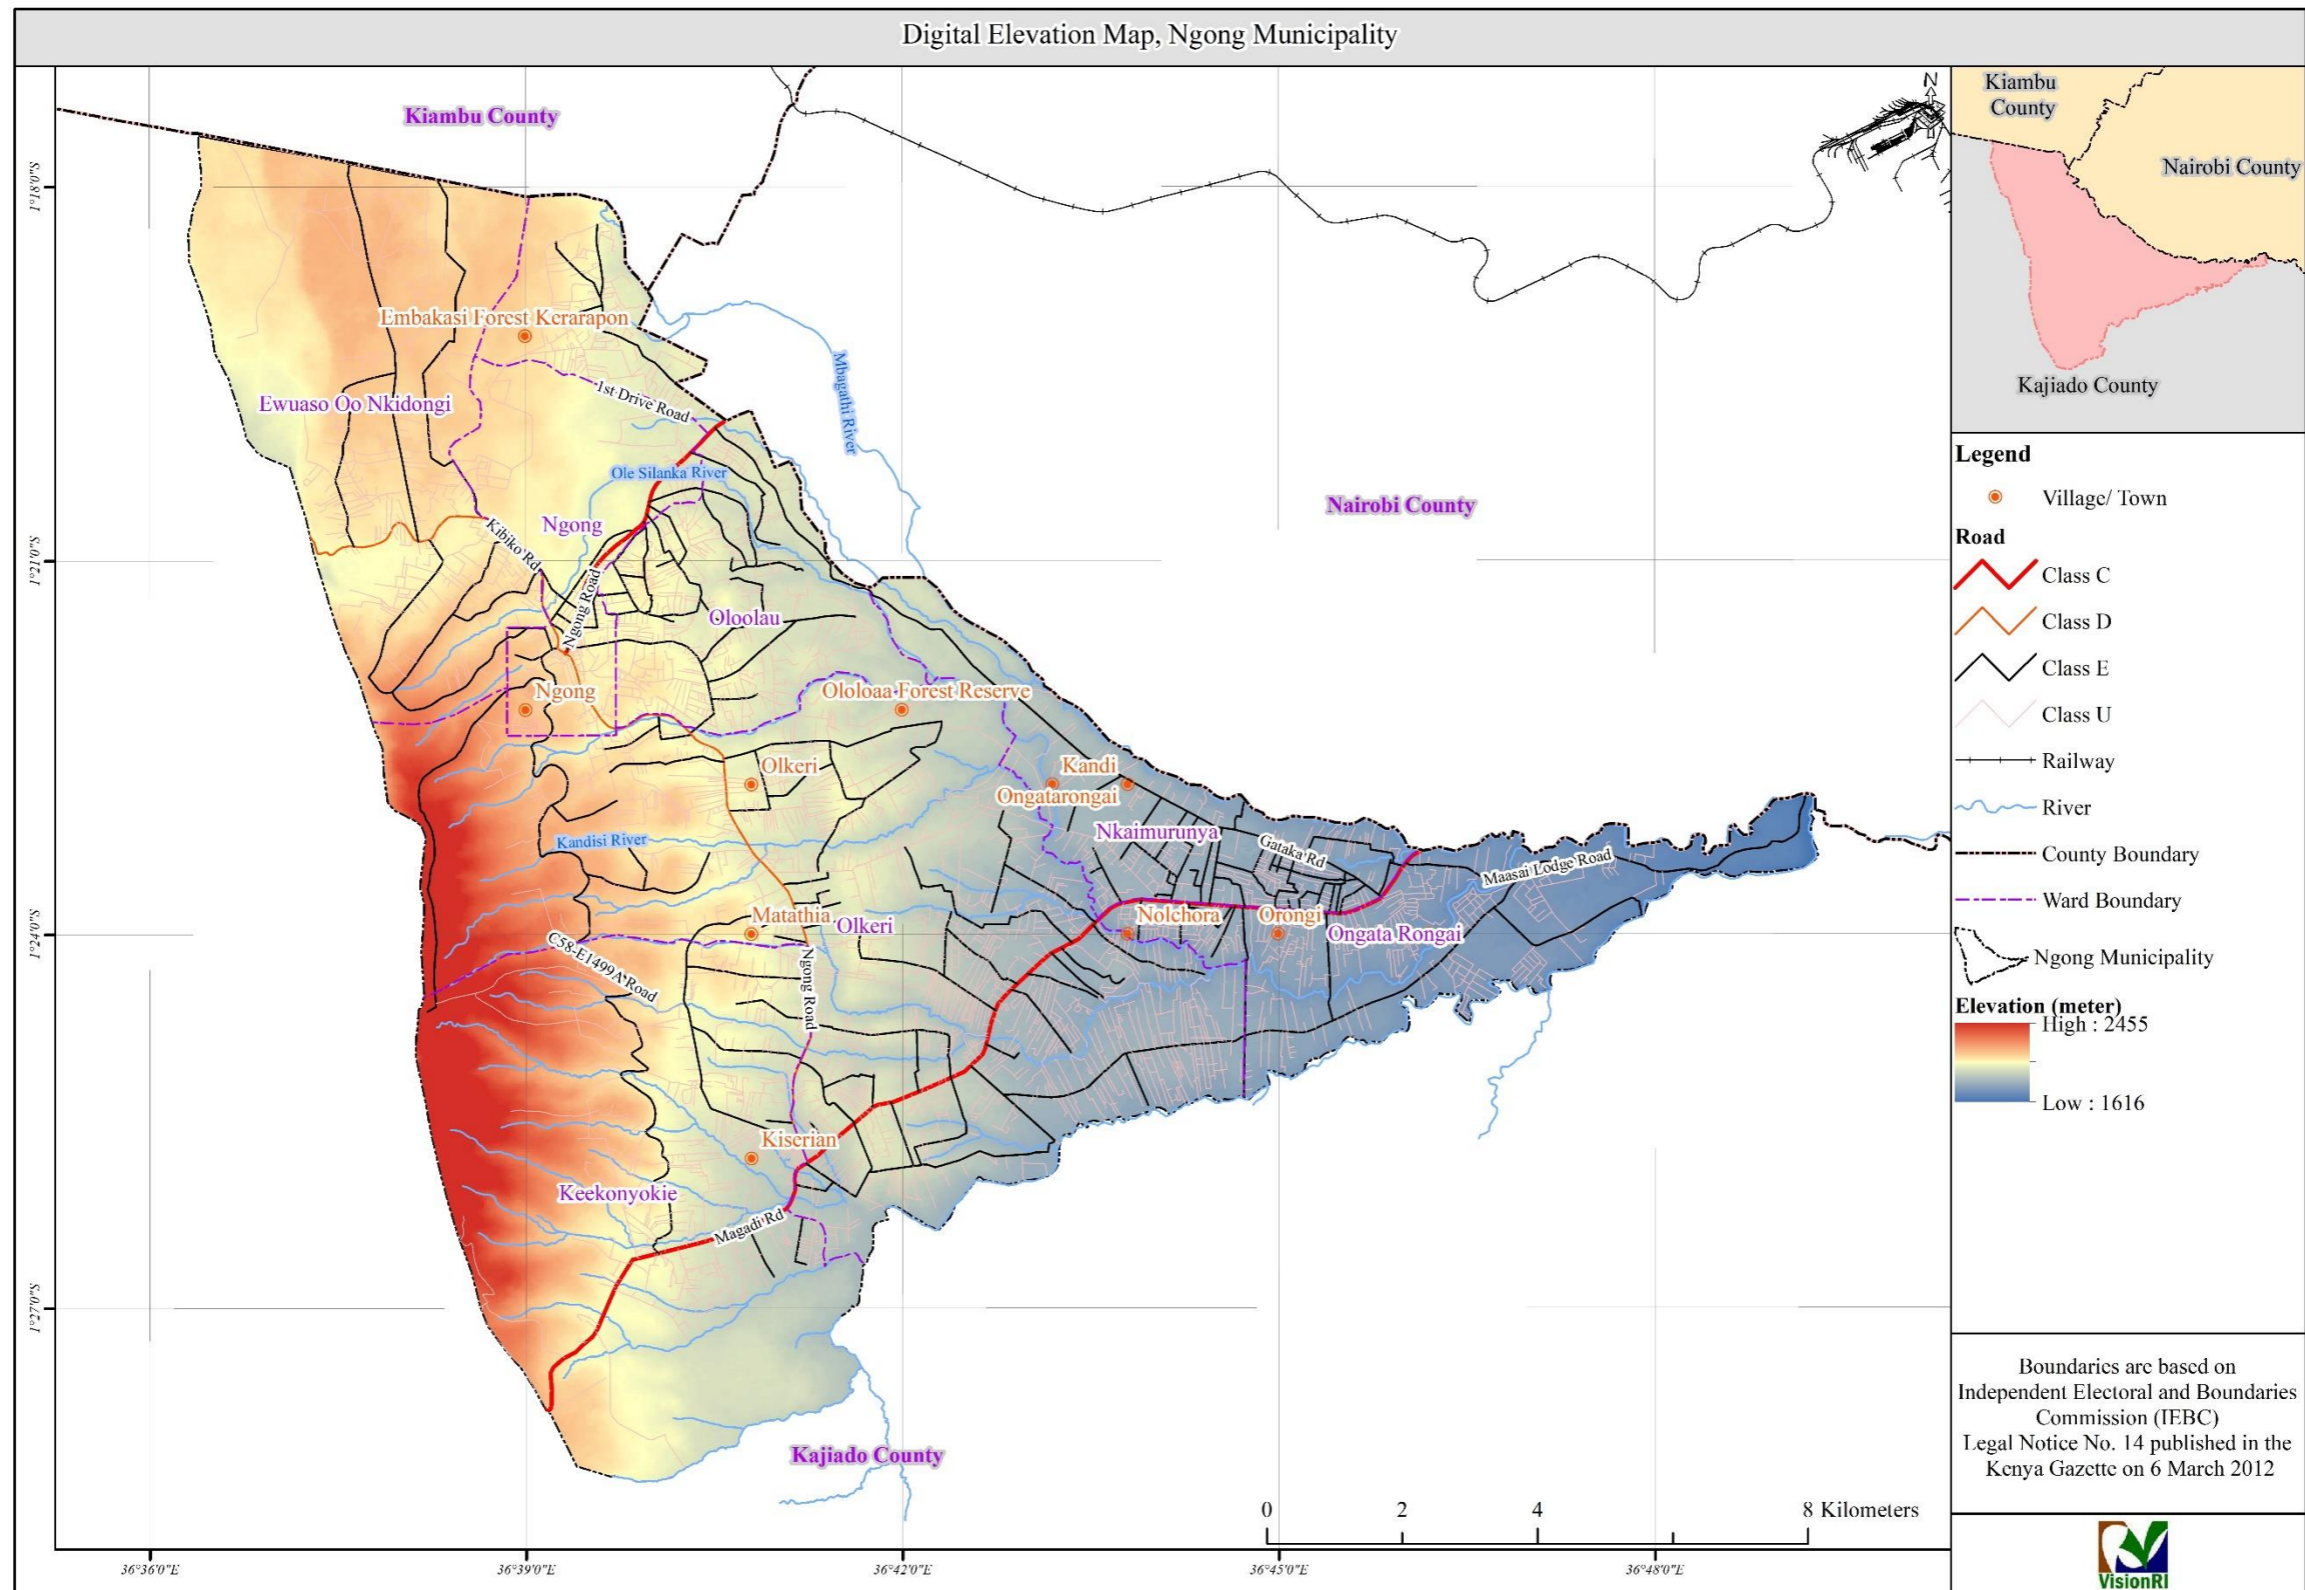 Digital Elevation Map, Ngong Municipality
Kiambu County
Nairobi County
Kajiado County
Embakasi Forest Kerarapon
Ewuaso Oo Nkidongi
1st Drive Road
Mbagathi River
Ole Silanka River
Ngong
Kibiko Rd
Ngong Road
Oloolau
Ngong
Ololoaa Forest Reserve
Olkeri
Kandi
Ongatarongai
Nkaimurunya
Kandisi River
Gataka Rd
Maasai Lodge Road
Matathia
Olkeri
Nolchora
Orongi
Ongata Rongai
C58-E1499A Road
Ngong Road
Kiserian
Keekonyokie
Magadi Rd
0 2 4 8 Kilometers
1°18'0"S
1°21'0"S
1°24'0"S
1°27'0"S
36°36'0"E
36°39'0"E
36°42'0"E
36°45'0"E
36°48'0"E
N
Kiambu
County
Nairobi County
Kajiado County
Legend
Village/ Town
Road
Class C
Class D
Class E
Class U
Railway
River
County Boundary
Ward Boundary
Ngong Municipality
Elevation (meter)
High : 2455
Low : 1616
Boundaries are based on
Independent Electoral and Boundaries
Commission (IEBC)
Legal Notice No. 14 published in the
Kenya Gazette on 6 March 2012
VisionRI